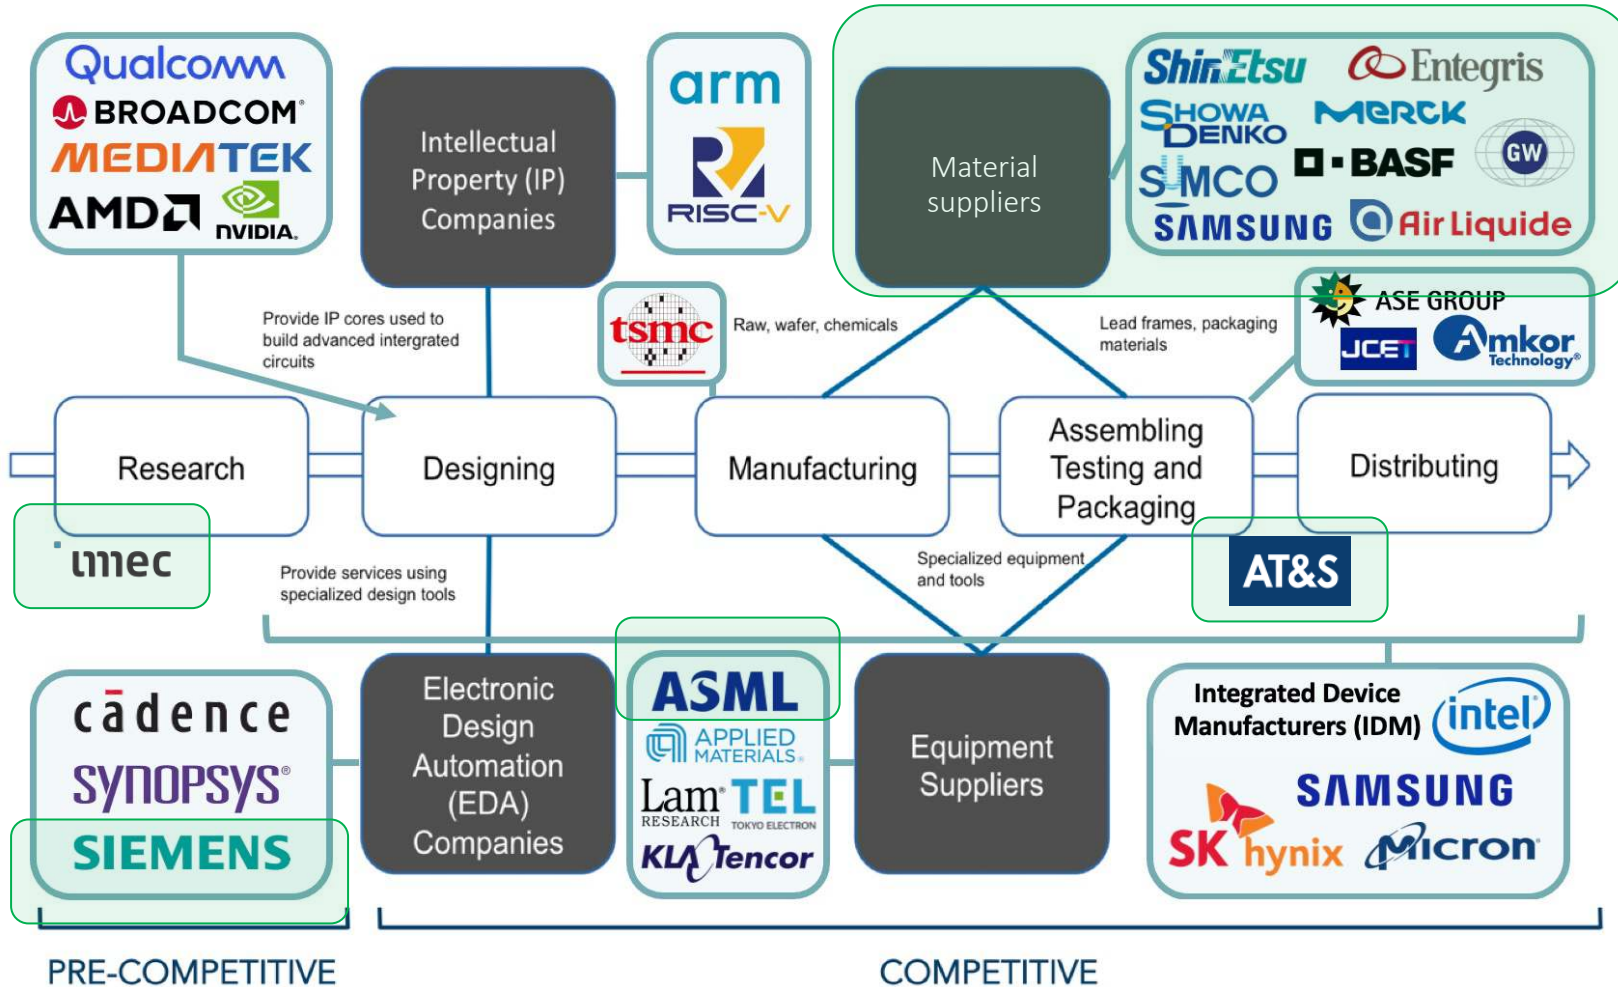 Qualcomm
BROADCOM®
MEDIATEK
AMD
NVIDIA.
Intellectual
Property (IP)
Companies
arm
RISC-V
Material
suppliers
ShinEtsu
Entegris
SHOWA
DENKO
MERCK
SUMCO
BASF
GW
SAMSUNG
Air Liquide
Provide IP cores used to
build advanced intergrated
circuits
tsmc
Raw, wafer, chemicals
Lead frames, packaging
materials
ASE GROUP
JCET
Amkor
Technology®
Research
Designing
Manufacturing
Assembling
Testing and
Packaging
Distributing
imec
Provide services using
specialized design tools
Specialized equipment
and tools
AT&S
cādence
SYNOPSYS®
SIEMENS
Electronic
Design
Automation
(EDA)
Companies
ASML
APPLIED
MATERIALS®
Lam®
RESEARCH
TEL
TOKYO ELECTRON
KLA Tencor
Equipment
Suppliers
Integrated Device
Manufacturers (IDM)
intel®
SAMSUNG
SK hynix
Micron®
PRE-COMPETITIVE
COMPETITIVE